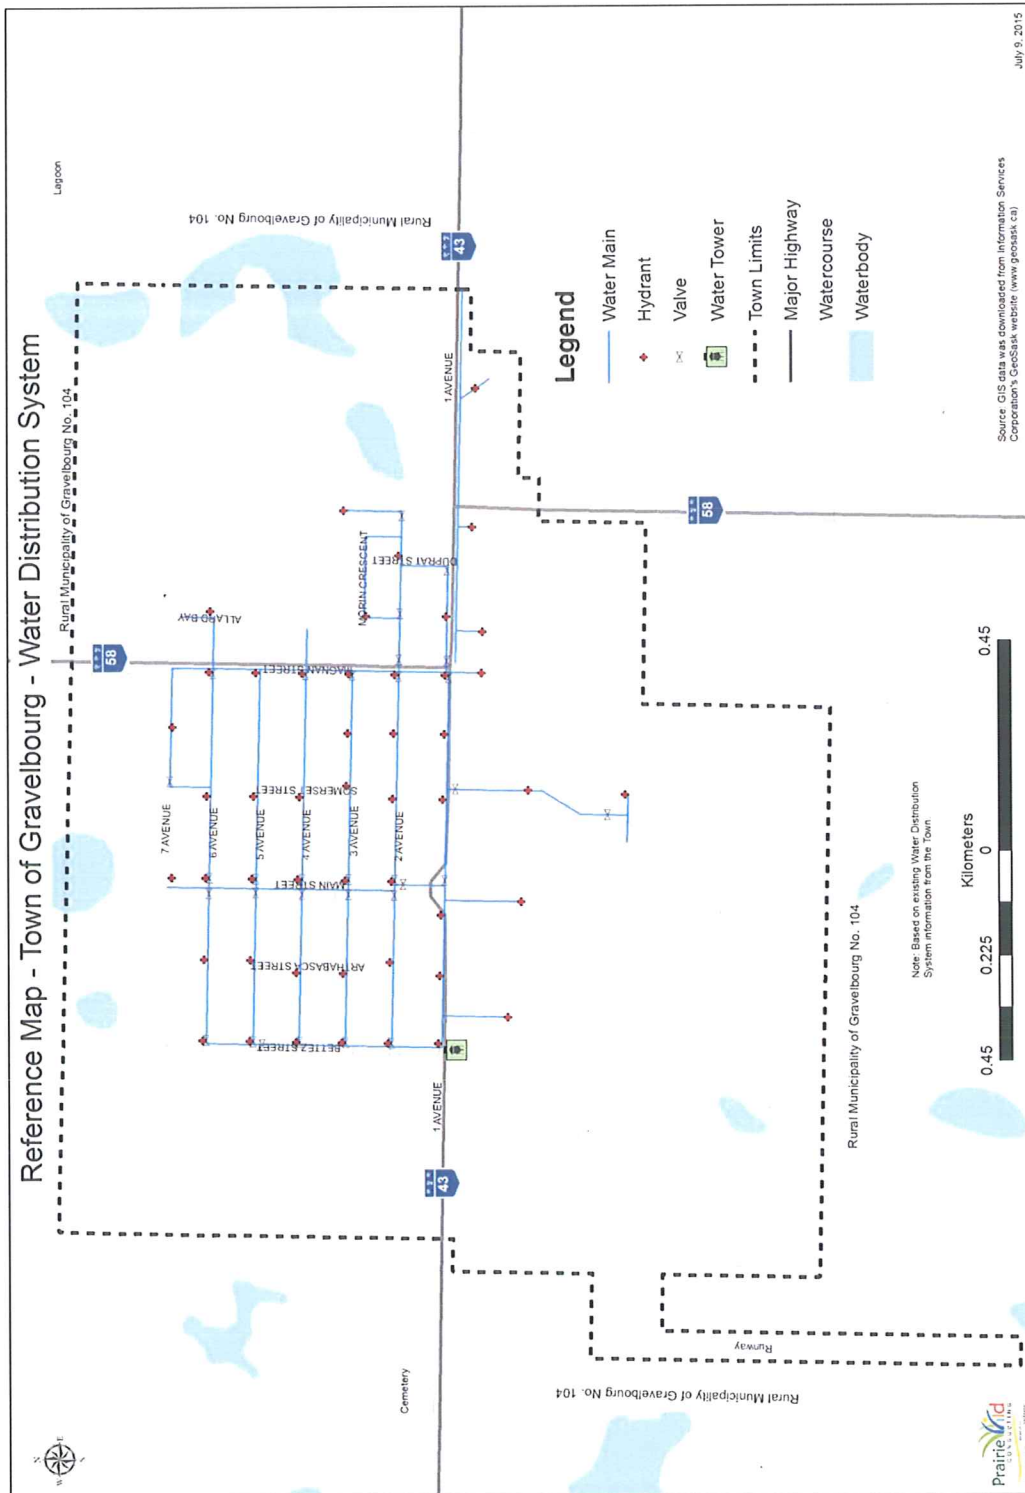 Reference Map - Town of Gravelbourg - Water Distribution System
Lagoon
Rural Municipality of Gravelbourg No. 104
Rural Municipality of Gravelbourg No. 104
58
ALLARD BAY
7 AVENUE
6 AVENUE
5 AVENUE
4 AVENUE
3 AVENUE
2 AVENUE
BETTEZ STREET
ARTHABASCA STREET
MAIN STREET
SOMERSET STREET
MAGNAN STREET
MORIN CRESCENT
DUPRAT STREET
Cemetery
43
1 AVENUE
1 AVENUE
43
58
Runway
Rural Municipality of Gravelbourg No. 104
Rural Municipality of Gravelbourg No. 104
Legend
Water Main
Hydrant
Valve
Water Tower
Town Limits
Major Highway
Watercourse
Waterbody
Note: Based on existing Water Distribution
System information from the Town
Kilometers
0.45
0.225
0
0.45
Source: GIS data was downloaded from Information Services
Corporation's GeoSask website (www.geosask.ca)
July 9, 2015
PrairieWild
CONSULTING
N
W
E